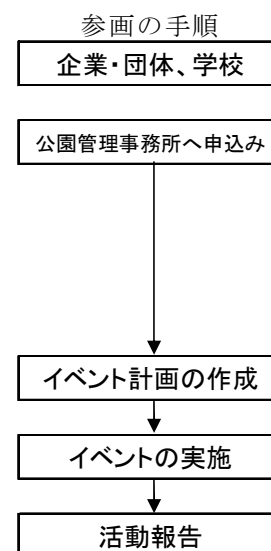 参画の手順
企業・団体、学校
公園管理事務所へ申込み
イベント計画の作成
イベントの実施
活動報告